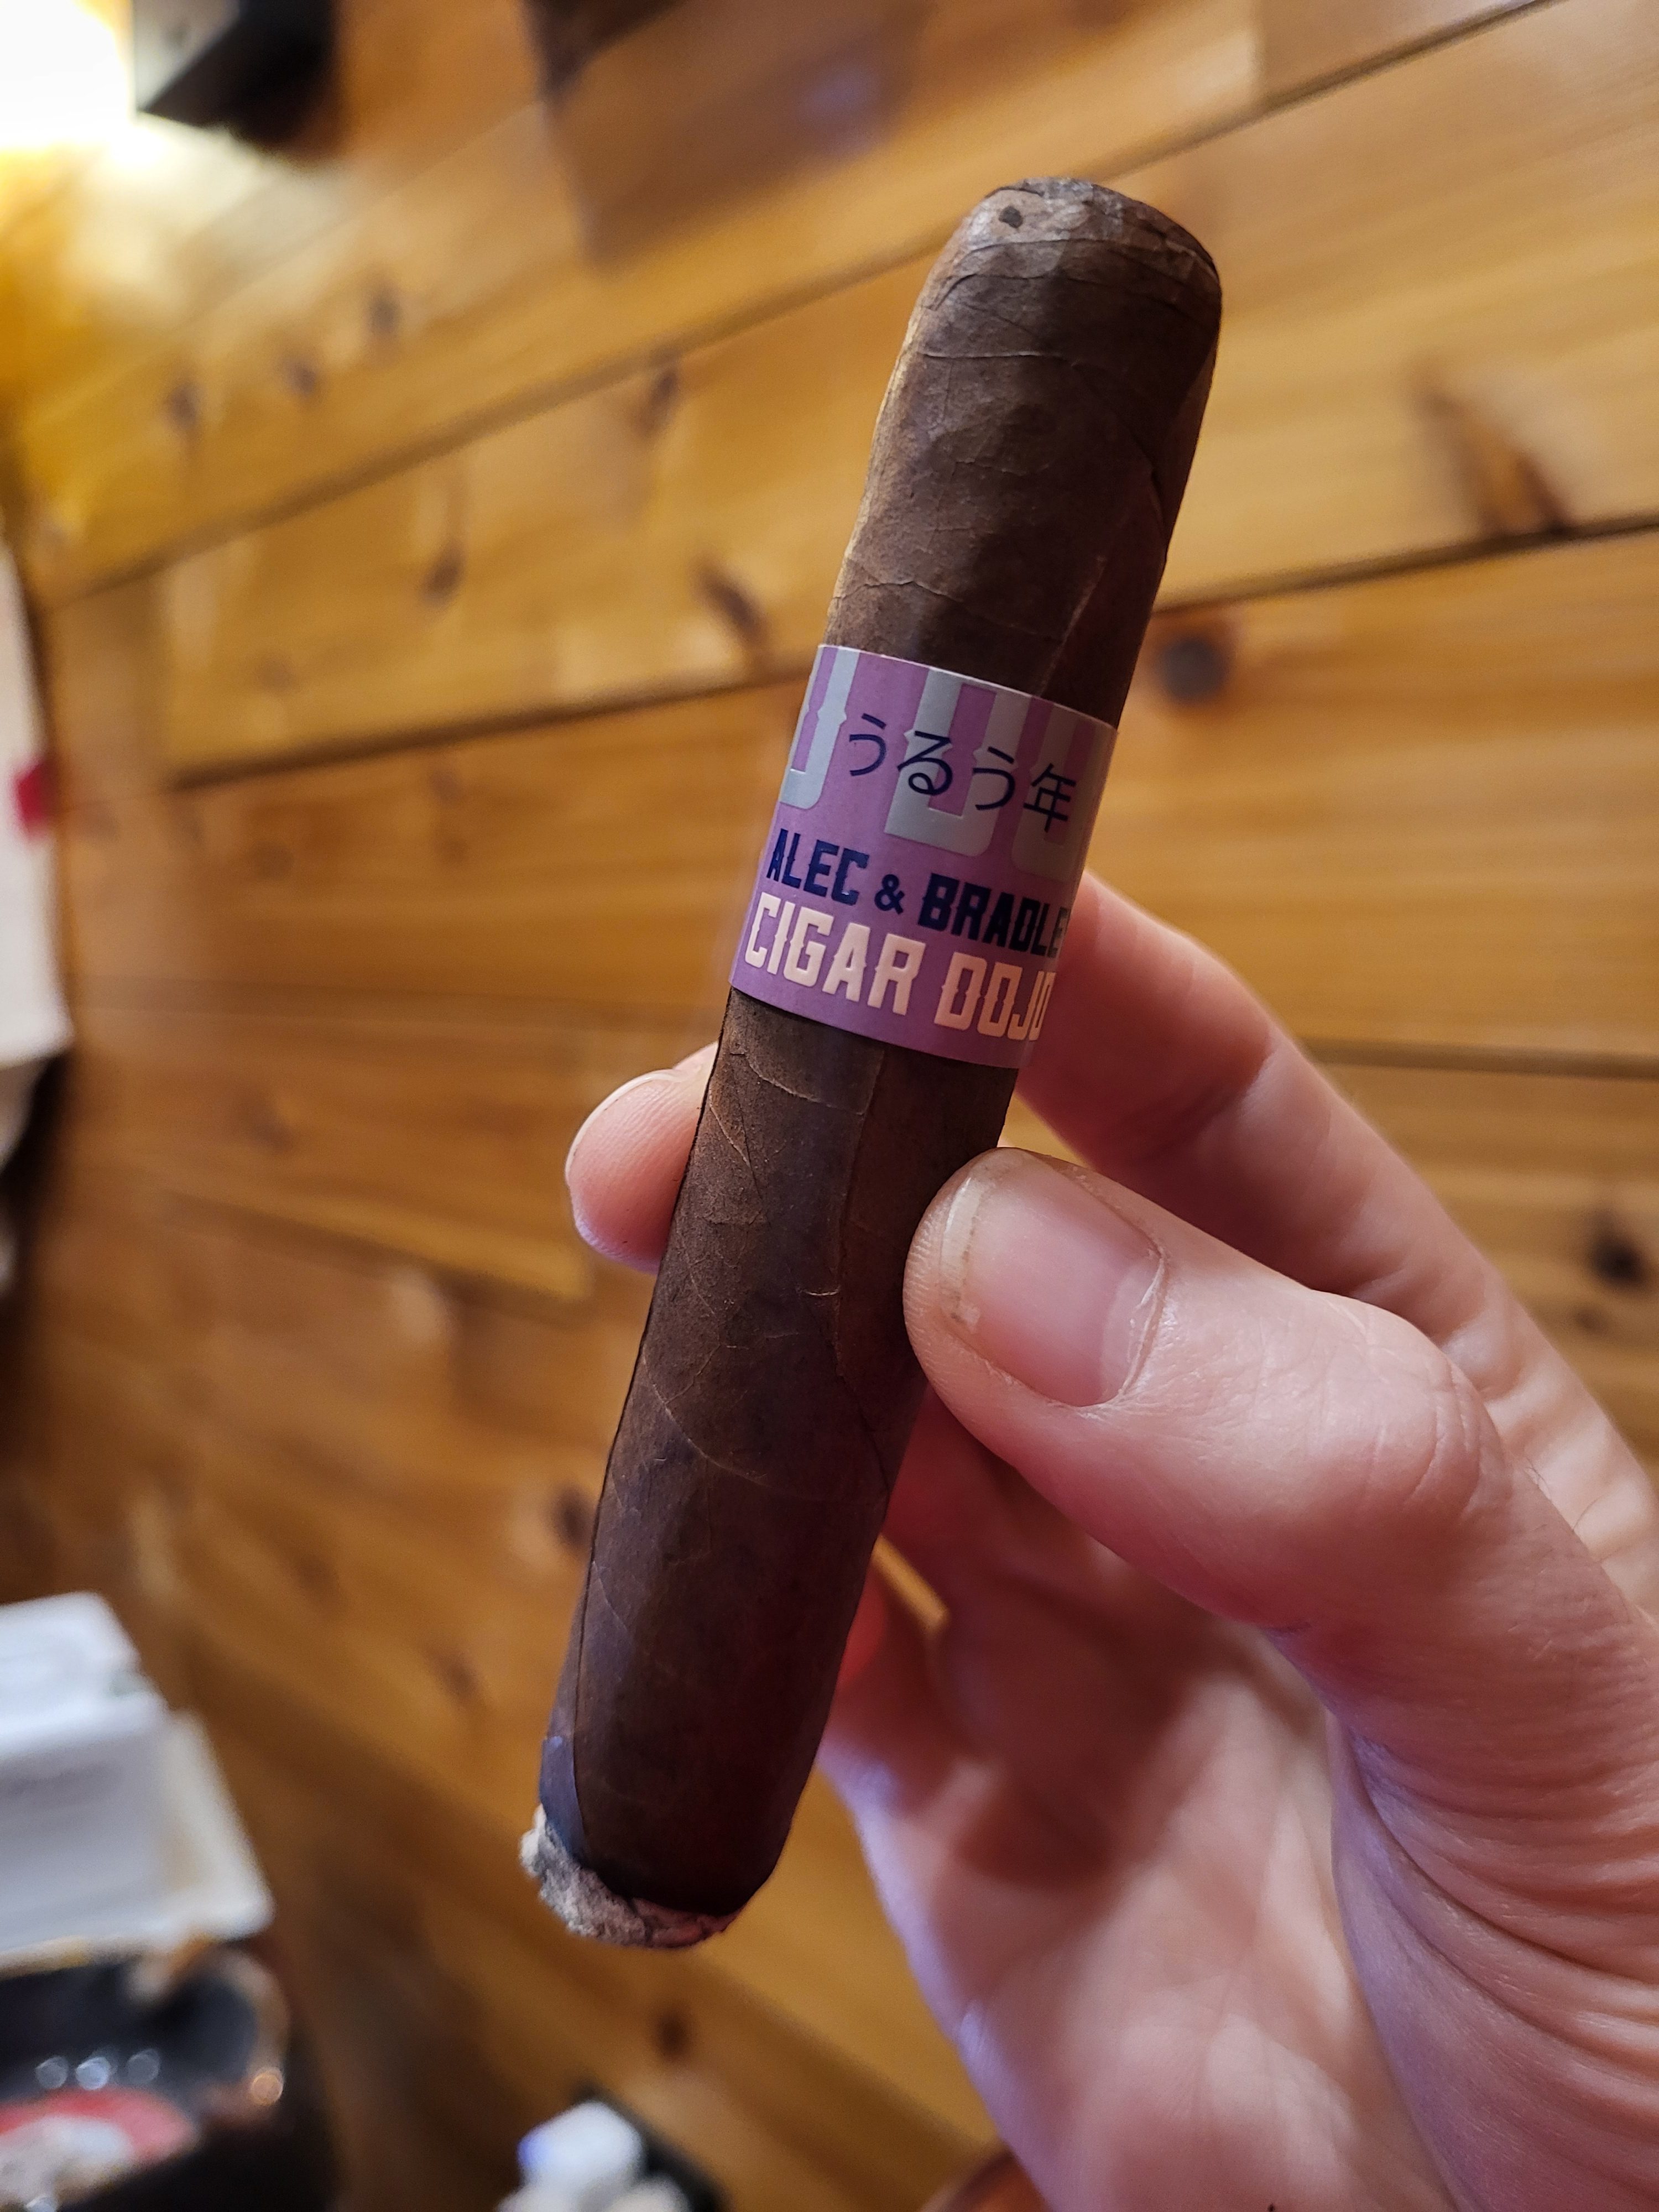 うるう年
ALEC & BRADLE
CIGAR DOJO